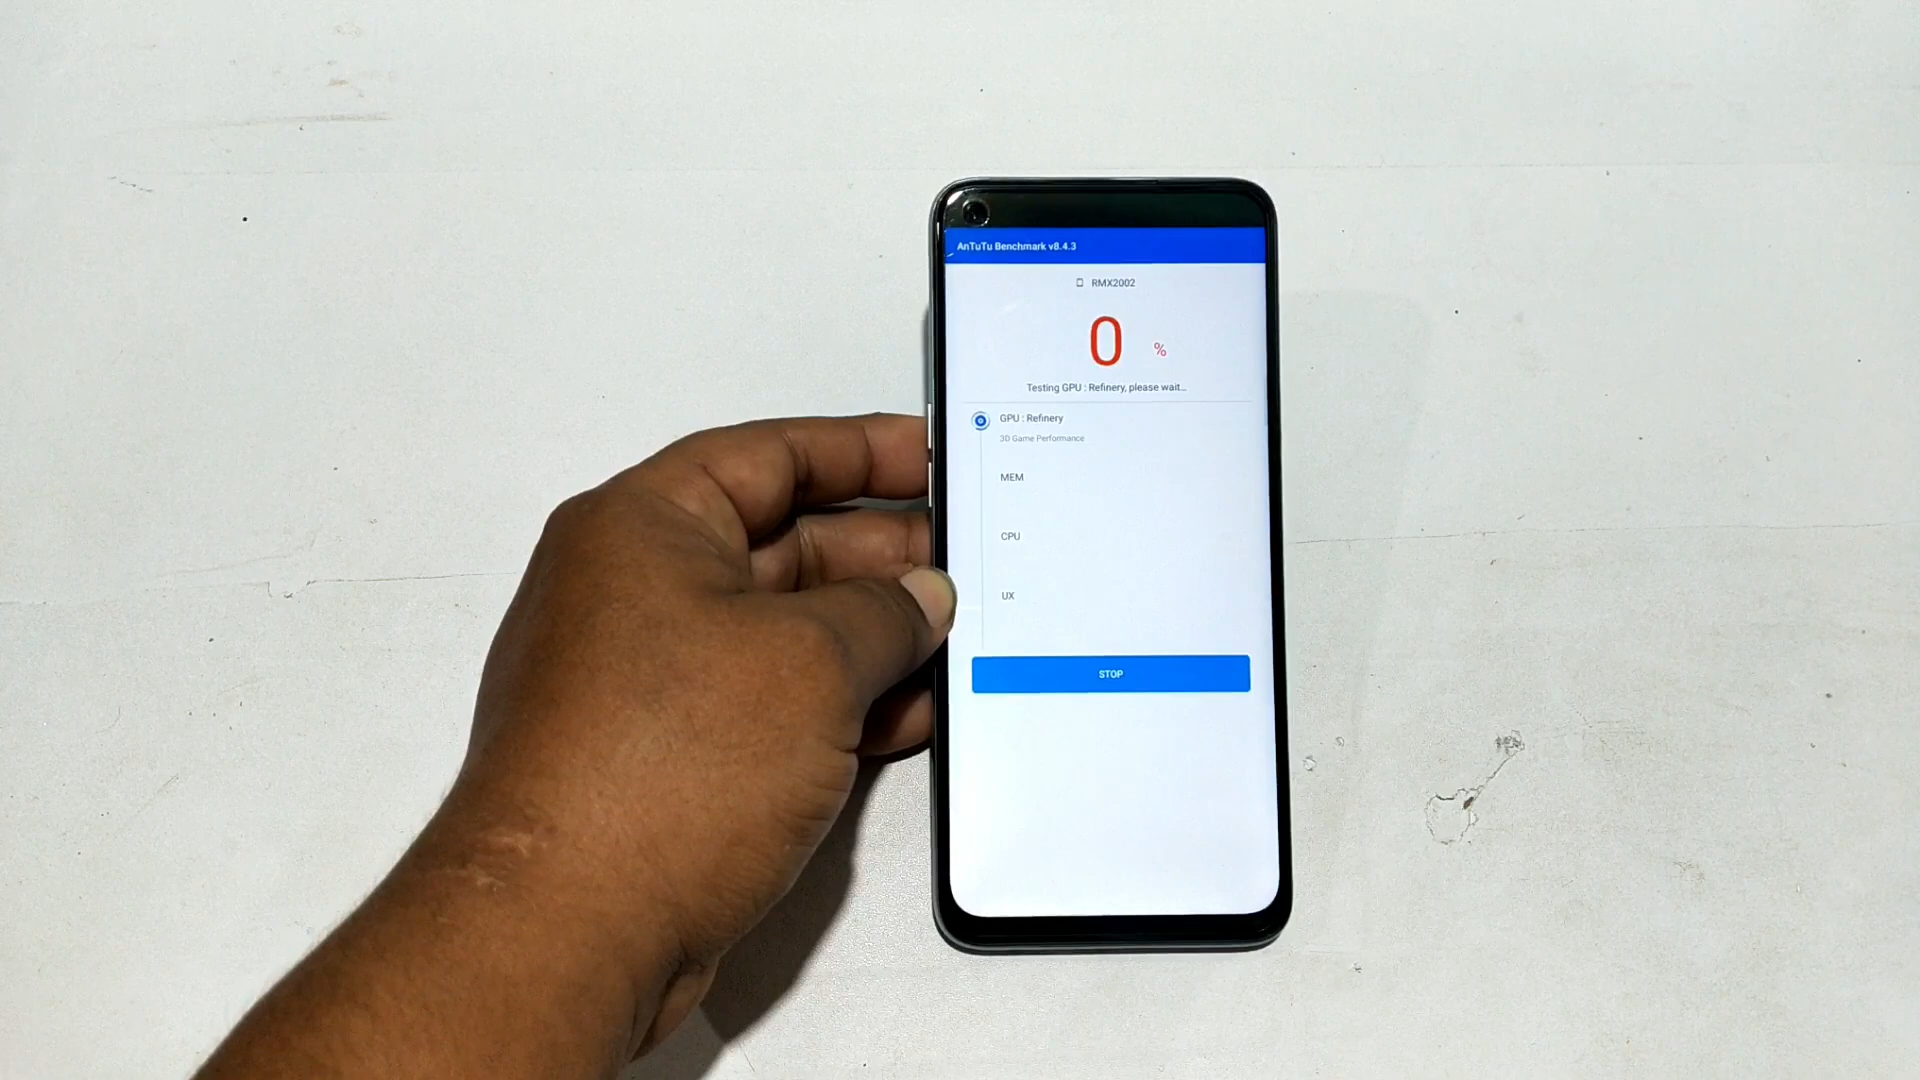 AnTuTu Benchmark v8.4.3
RMX2002
0 %
Testing GPU : Refinery, please wait...
GPU : Refinery
3D Game Performance
MEM
CPU
UX
STOP